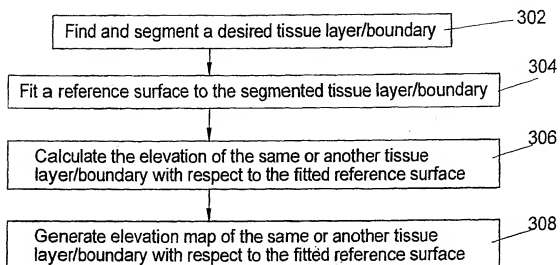 Find and segment a desired tissue layer/boundary
302
Fit a reference surface to the segmented tissue layer/boundary
304
Calculate the elevation of the same or another tissue
layer/boundary with respect to the fitted reference surface
306
Generate elevation map of the same or another tissue
layer/boundary with respect to the fitted reference surface
308